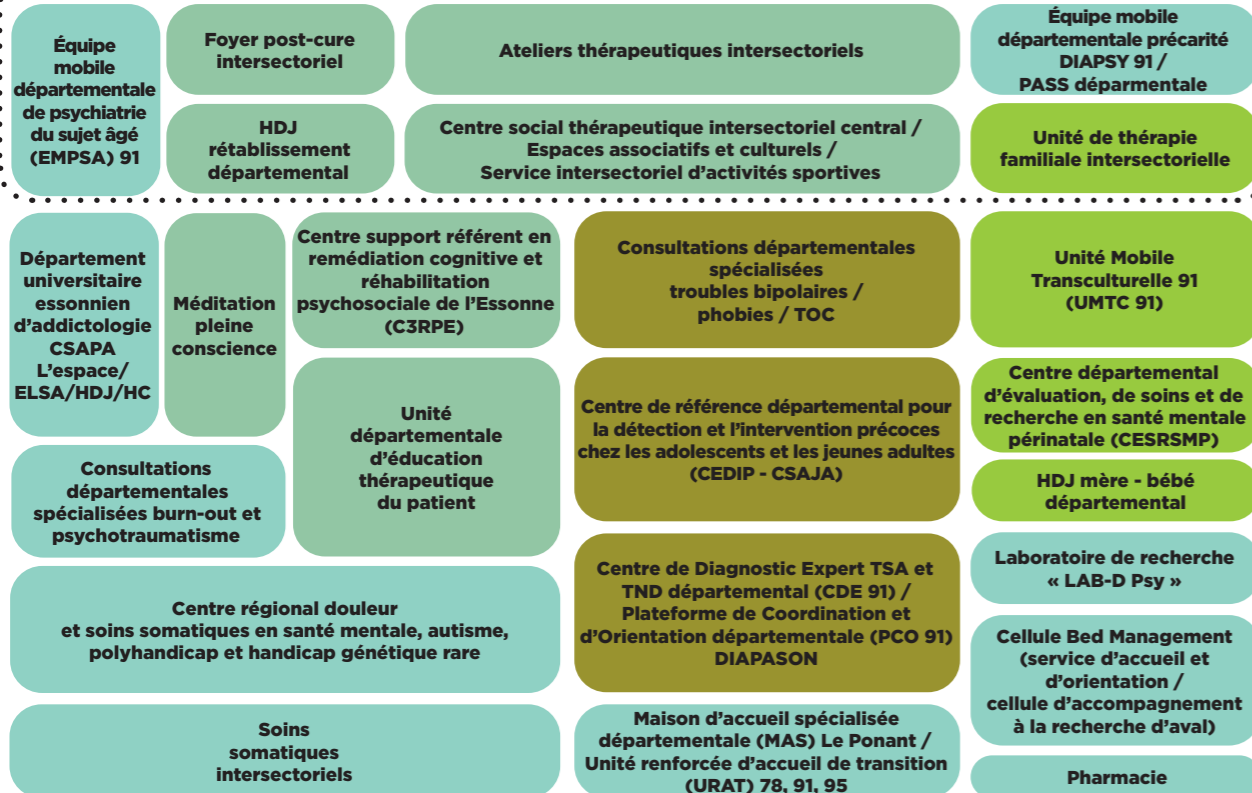 Équipe
mobile
départementale
de psychiatrie
du sujet âgé
(EMPSA) 91
Foyer post-cure
intersectoriel
Ateliers thérapeutiques intersectoriels
Équipe mobile
départementale précarité
DIAPSY 91 /
PASS déparmentale
HDJ
rétablissement
départemental
Centre social thérapeutique intersectoriel central /
Espaces associatifs et culturels /
Service intersectoriel d'activités sportives
Unité de thérapie
familiale intersectorielle
Département
universitaire
essonnien
d'addictologie
CSAPA
L'espace/
ELSA/HDJ/HC
Méditation
pleine
conscience
Centre support référent en
remédiation cognitive et
réhabilitation
psychosociale de l'Essonne
(C3RPE)
Consultations départementales
spécialisées
troubles bipolaires /
phobies / TOC
Unité Mobile
Transculturelle 91
(UMTC 91)
Unité
départementale
d'éducation
thérapeutique
du patient
Centre de référence départemental pour
la détection et l'intervention précoces
chez les adolescents et les jeunes adultes
(CEDIP - CSAJA)
Centre départemental
d'évaluation, de soins et de
recherche en santé mentale
périnatale (CESRSMP)
Consultations
départementales
spécialisées burn-out et
psychotraumatisme
HDJ mère - bébé
départemental
Centre régional douleur
et soins somatiques en santé mentale, autisme,
polyhandicap et handicap génétique rare
Centre de Diagnostic Expert TSA et
TND départemental (CDE 91) /
Plateforme de Coordination et
d'Orientation départementale (PCO 91)
DIAPASON
Laboratoire de recherche
« LAB-D Psy »
Cellule Bed Management
(service d'accueil et
d'orientation /
cellule d'accompagnement
à la recherche d'aval)
Soins
somatiques
intersectoriels
Maison d'accueil spécialisée
départementale (MAS) Le Ponant /
Unité renforcée d'accueil de transition
(URAT) 78, 91, 95
Pharmacie